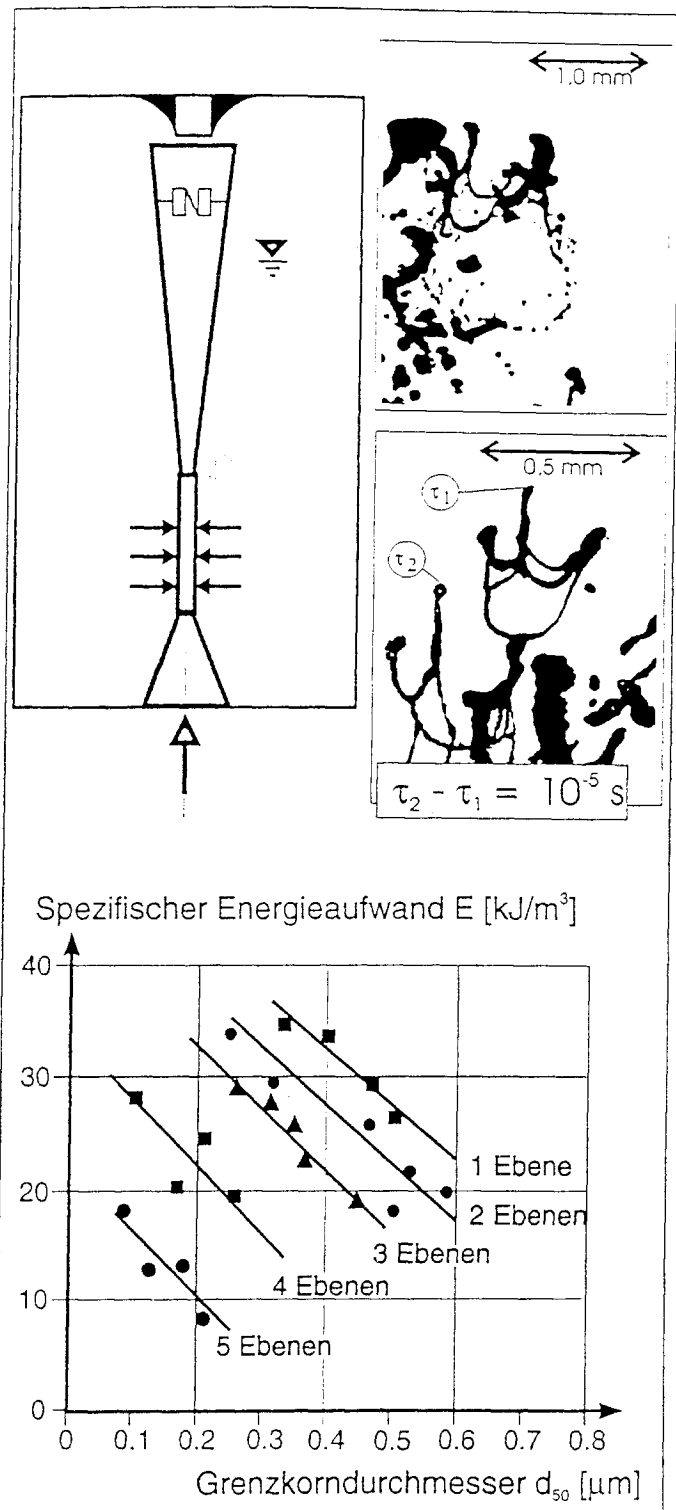 1.0 mm
0,5 mm
τ₁
τ₂
τ₂ - τ₁ = 10⁻⁵ s
Spezifischer Energieaufwand E [kJ/m³]
40
30
20
10
0
1 Ebene
2 Ebenen
3 Ebenen
4 Ebenen
5 Ebenen
0 0.1 0.2 0.3 0.4 0.5 0.6 0.7 0.8
Grenzkorndurchmesser d₅₀ [µm]